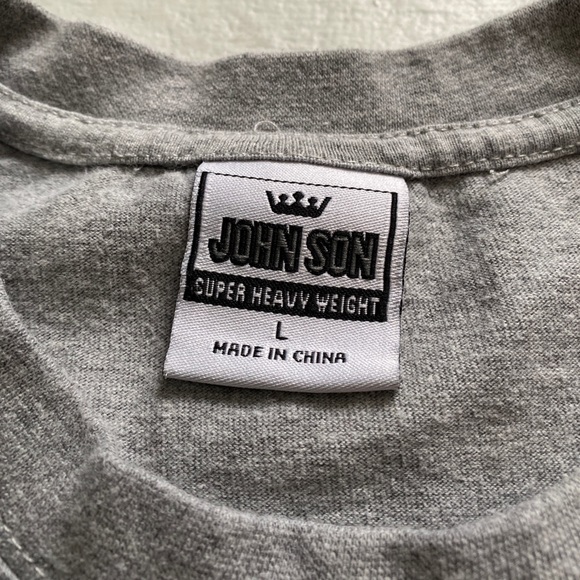 JOHN SON
SUPER HEAVY WEIGHT
L
MADE IN CHINA